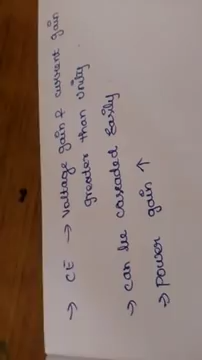 → CE → Voltage gain & current gain
greater than unity
→ can be cascaded easily
→ Power gain ↑